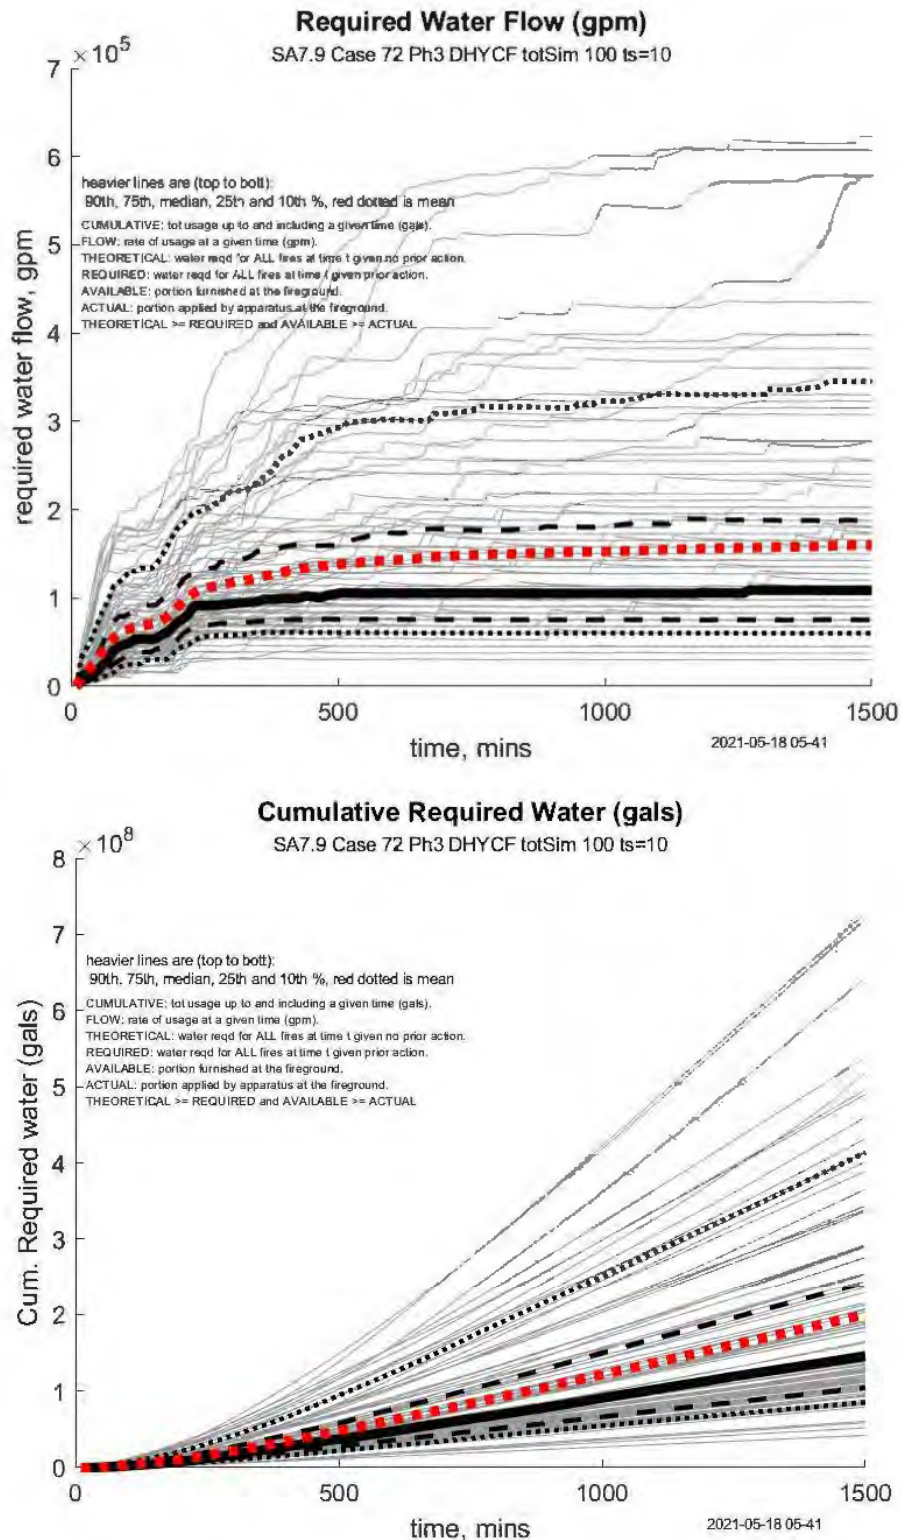 Required Water Flow (gpm)
SA7.9 Case 72 Ph3 DHYCF totSim 100 ts=10
×10⁵
7
6
5
4
3
2
1
0
required water flow, gpm
heavier lines are (top to bott):
90th, 75th, median, 25th and 10th %, red dotted is mean
CUMULATIVE: tot usage up to and including a given time (gals).
FLOW: rate of usage at a given time (gpm).
THEORETICAL: water reqd for ALL fires at time t given no prior action.
REQUIRED: water reqd for ALL fires at time t given prior action.
AVAILABLE: portion furnished at the fireground.
ACTUAL: portion applied by apparatus at the fireground.
THEORETICAL >= REQUIRED and AVAILABLE >= ACTUAL
0 500 1000 1500
time, mins
2021-05-18 05-41
Cumulative Required Water (gals)
SA7.9 Case 72 Ph3 DHYCF totSim 100 ts=10
×10⁸
8
7
6
5
4
3
2
1
0
Cum. Required water (gals)
heavier lines are (top to bott):
90th, 75th, median, 25th and 10th %, red dotted is mean
CUMULATIVE: tot usage up to and including a given time (gals).
FLOW: rate of usage at a given time (gpm).
THEORETICAL: water reqd for ALL fires at time t given no prior action.
REQUIRED: water reqd for ALL fires at time t given prior action.
AVAILABLE: portion furnished at the fireground.
ACTUAL: portion applied by apparatus at the fireground.
THEORETICAL >= REQUIRED and AVAILABLE >= ACTUAL
0 500 1000 1500
time, mins
2021-05-18 05-41